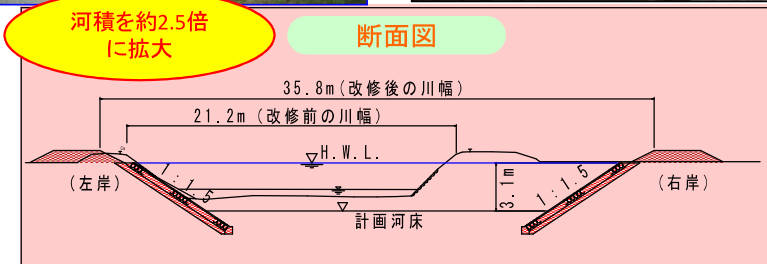 河積を約2.5倍
に拡大
断面図
35.8m(改修後の川幅)
21.2m (改修前の川幅)
H.W.L.
(左岸)
1:1.5
3.1m
1:1.5
(右岸)
計画河床